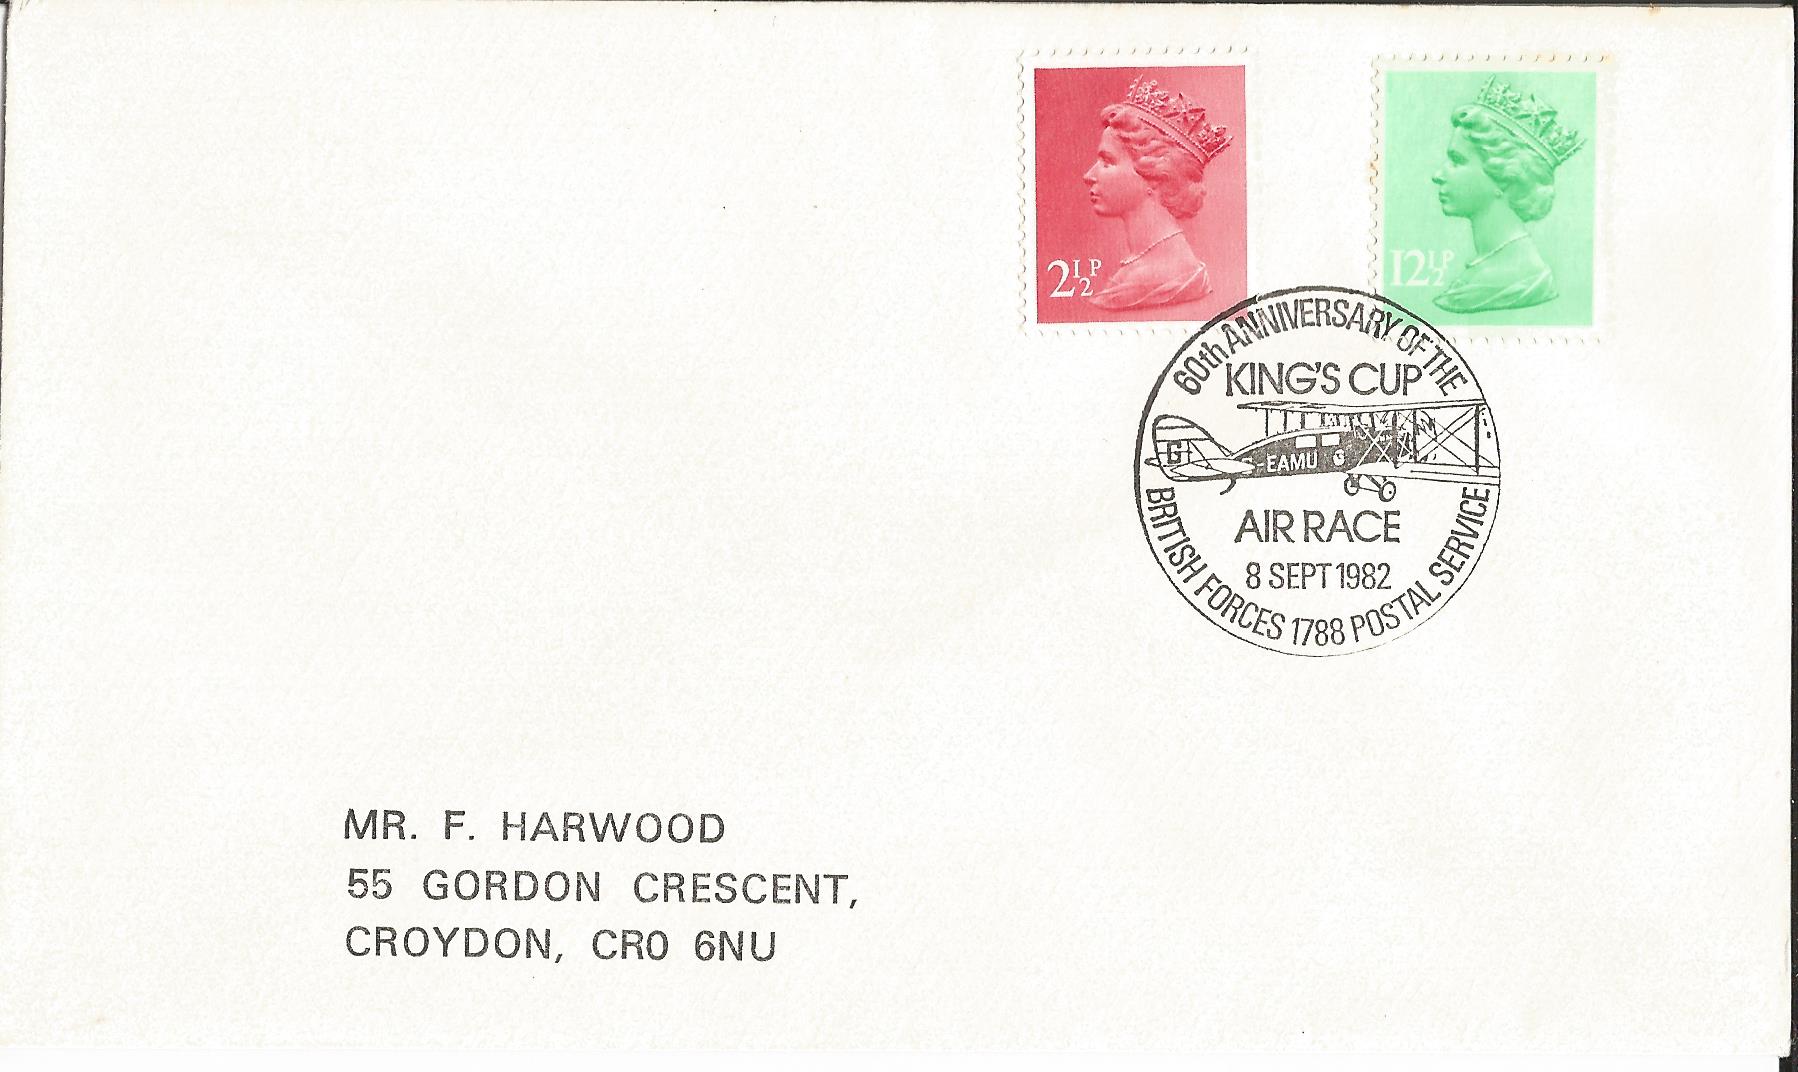 2½P
12½P
60th ANNIVERSARY OF THE
KING'S CUP
G
G-EAMU
G
AIR RACE
8 SEPT 1982
BRITISH FORCES 1788 POSTAL SERVICE
MR. F. HARWOOD
55 GORDON CRESCENT,
CROYDON, CR0 6NU